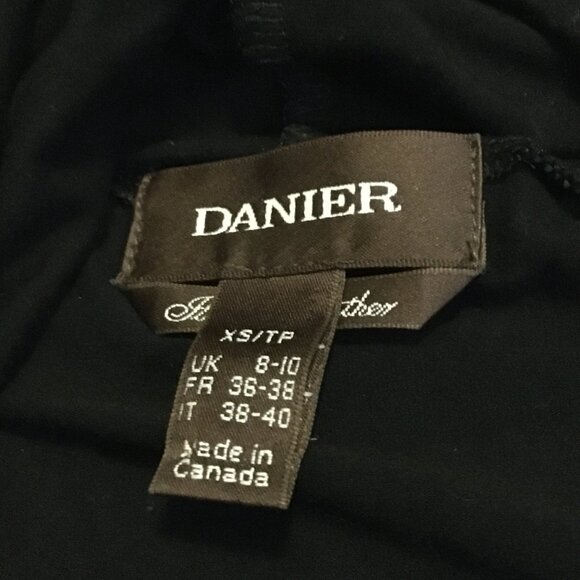 DANIER
XS/TP
UK 8-10
FR 36-38
IT 38-40
Made in
Canada